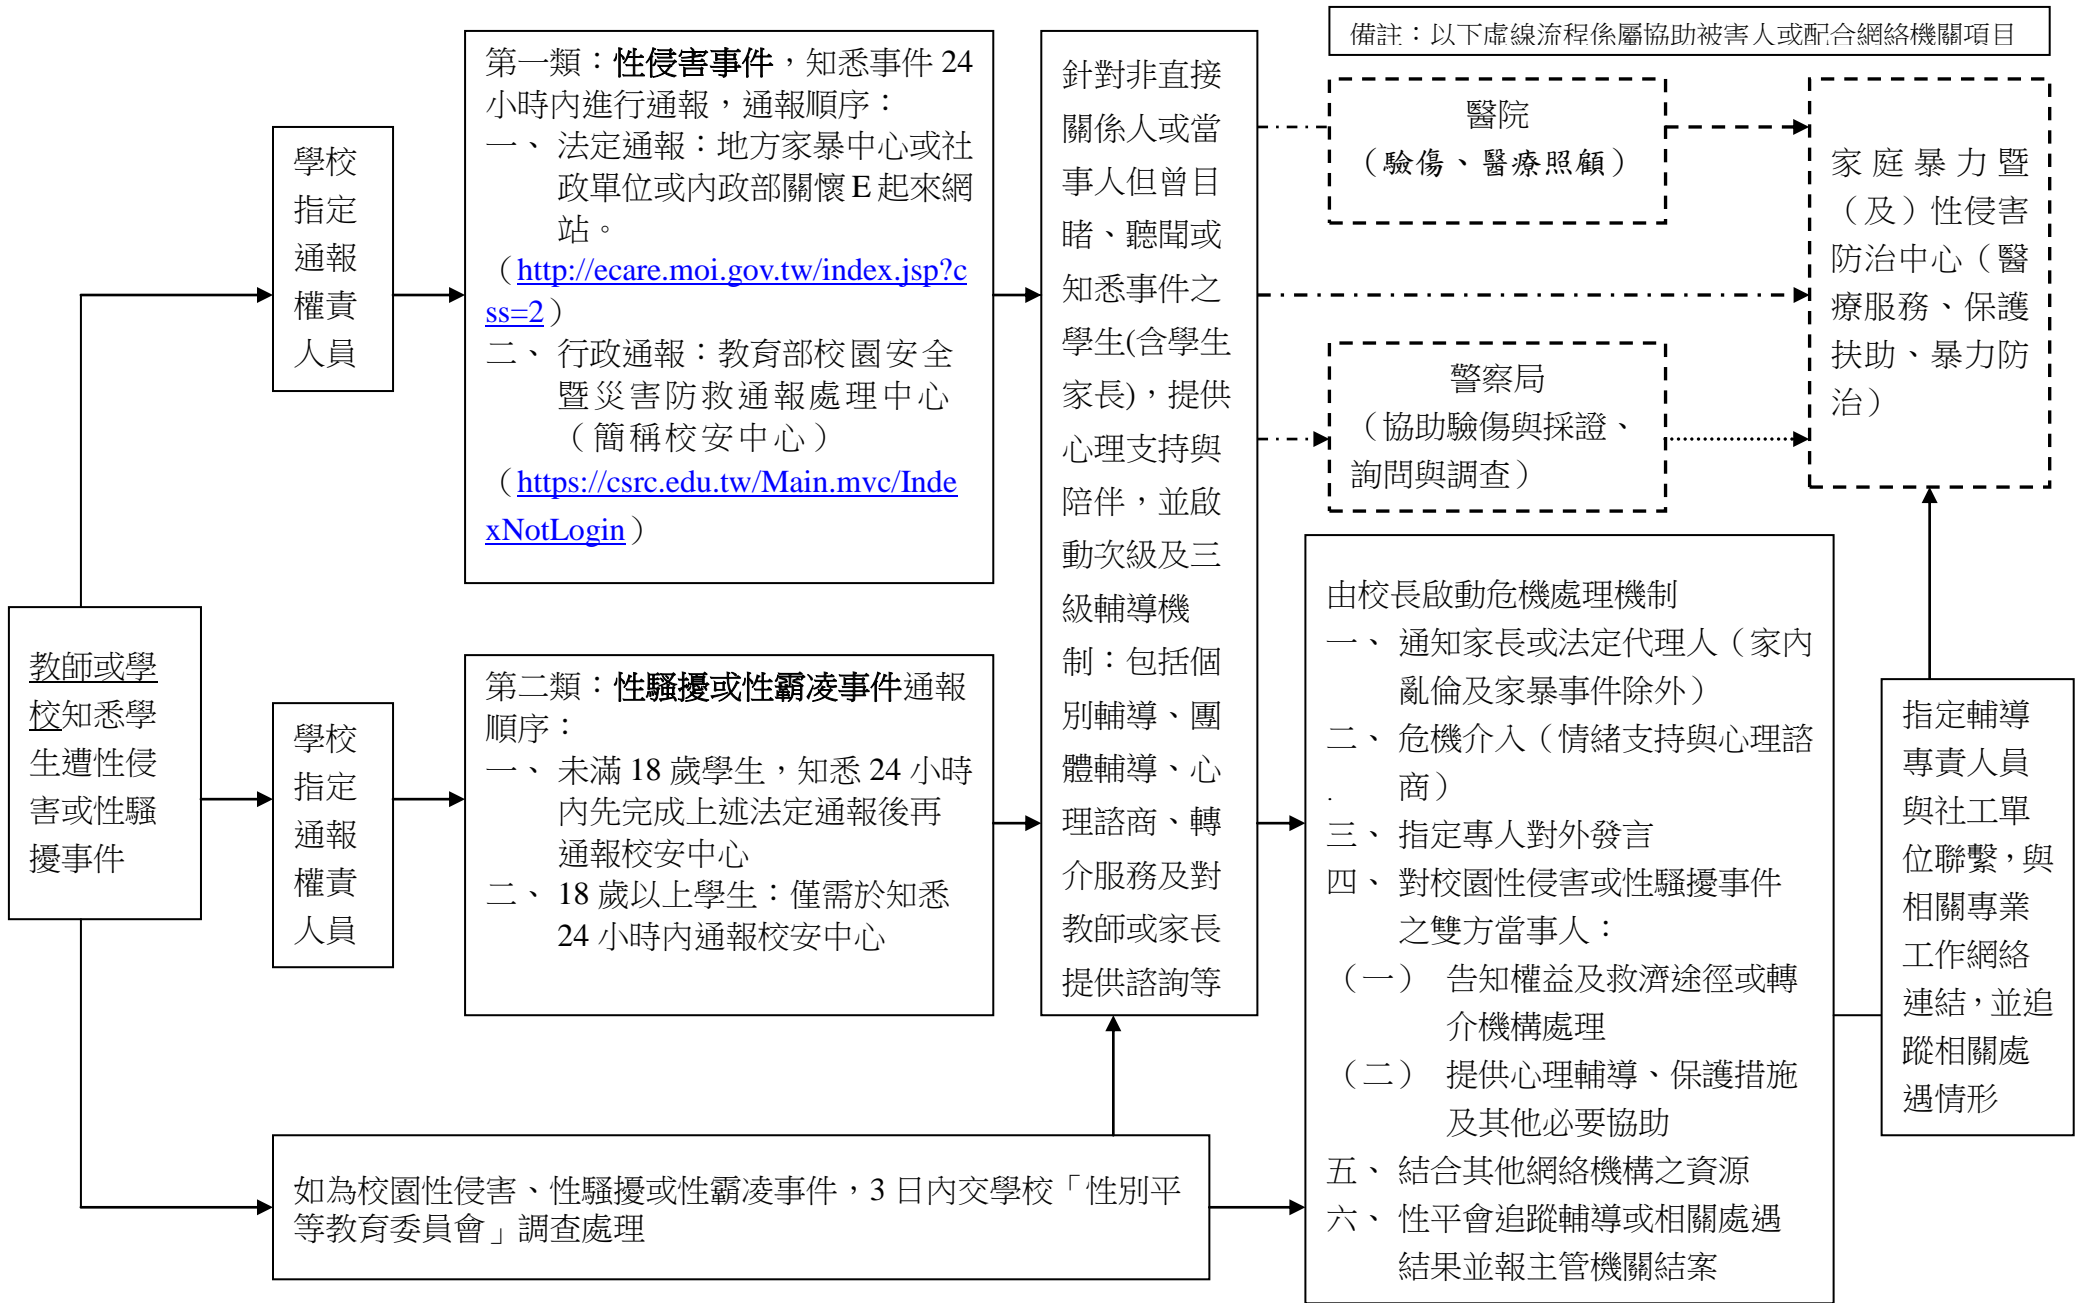 備註：以下虛線流程係屬協助被害人或配合網絡機關項目
教師或學
校知悉學
生遭性侵
害或性騷
擾事件
學校
指定
通報
權責
人員
第一類：性侵害事件，知悉事件 24
小時內進行通報，通報順序：
一、 法定通報：地方家暴中心或社
政單位或內政部關懷 E 起來網
站。
（http://ecare.moi.gov.tw/index.jsp?c
ss=2）
二、 行政通報：教育部校園安全
暨災害防救通報處理中心
（簡稱校安中心）
（https://csrc.edu.tw/Main.mvc/Inde
xNotLogin）
學校
指定
通報
權責
人員
第二類：性騷擾或性霸凌事件通報
順序：
一、 未滿 18 歲學生，知悉 24 小時
內先完成上述法定通報後再
通報校安中心
二、 18 歲以上學生：僅需於知悉
24 小時內通報校安中心
如為校園性侵害、性騷擾或性霸凌事件，3 日內交學校「性別平
等教育委員會」調查處理
針對非直接
關係人或當
事人但曾目
睹、聽聞或
知悉事件之
學生(含學生
家長)，提供
心理支持與
陪伴，並啟
動次級及三
級輔導機
制：包括個
別輔導、團
體輔導、心
理諮商、轉
介服務及對
教師或家長
提供諮詢等
醫院
（驗傷、醫療照顧）
警察局
（協助驗傷與採證、
詢問與調查）
家庭暴力暨
（及）性侵害
防治中心（醫
療服務、保護
扶助、暴力防
治）
由校長啟動危機處理機制
一、 通知家長或法定代理人（家內
亂倫及家暴事件除外）
二、 危機介入（情緒支持與心理諮
. 商）
三、 指定專人對外發言
四、 對校園性侵害或性騷擾事件
之雙方當事人：
（一） 告知權益及救濟途徑或轉
介機構處理
（二） 提供心理輔導、保護措施
及其他必要協助
五、 結合其他網絡機構之資源
六、 性平會追蹤輔導或相關處遇
結果並報主管機關結案
指定輔導
專責人員
與社工單
位聯繫，與
相關專業
工作網絡
連結，並追
蹤相關處
遇情形